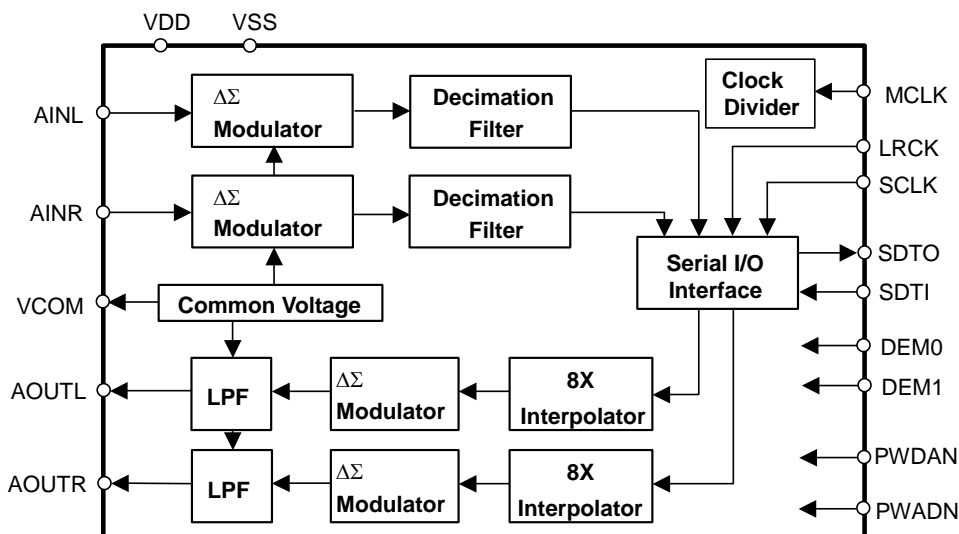 VDD
VSS
AINL
ΔΣ
Modulator
Decimation
Filter
Clock
Divider
MCLK
LRCK
SCLK
AINR
ΔΣ
Modulator
Decimation
Filter
Serial I/O
Interface
SDTO
SDTI
VCOM
Common Voltage
DEM0
DEM1
AOUTL
LPF
ΔΣ
Modulator
8X
Interpolator
AOUTR
LPF
ΔΣ
Modulator
8X
Interpolator
PWDAN
PWADN